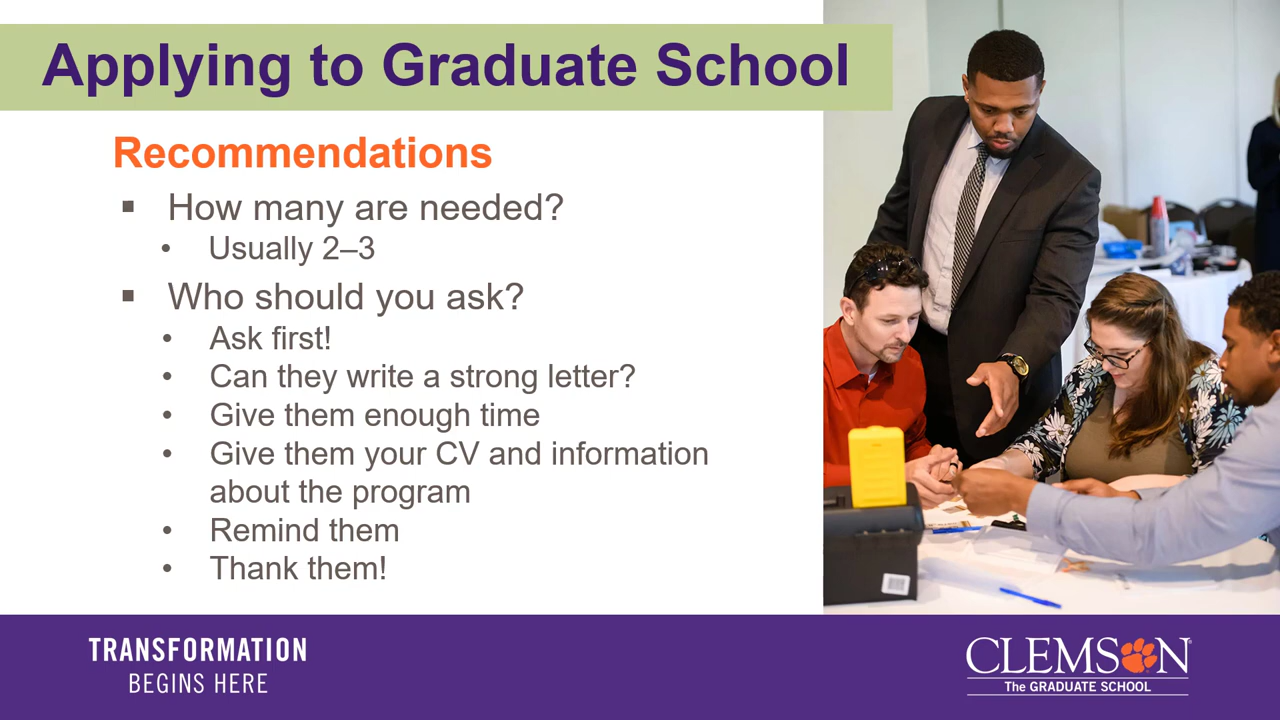 Applying to Graduate School
Recommendations
▪ How many are needed?
• Usually 2–3
▪ Who should you ask?
• Ask first!
• Can they write a strong letter?
• Give them enough time
• Give them your CV and information
about the program
• Remind them
• Thank them!
TRANSFORMATION
BEGINS HERE
CLEMSON®
The GRADUATE SCHOOL